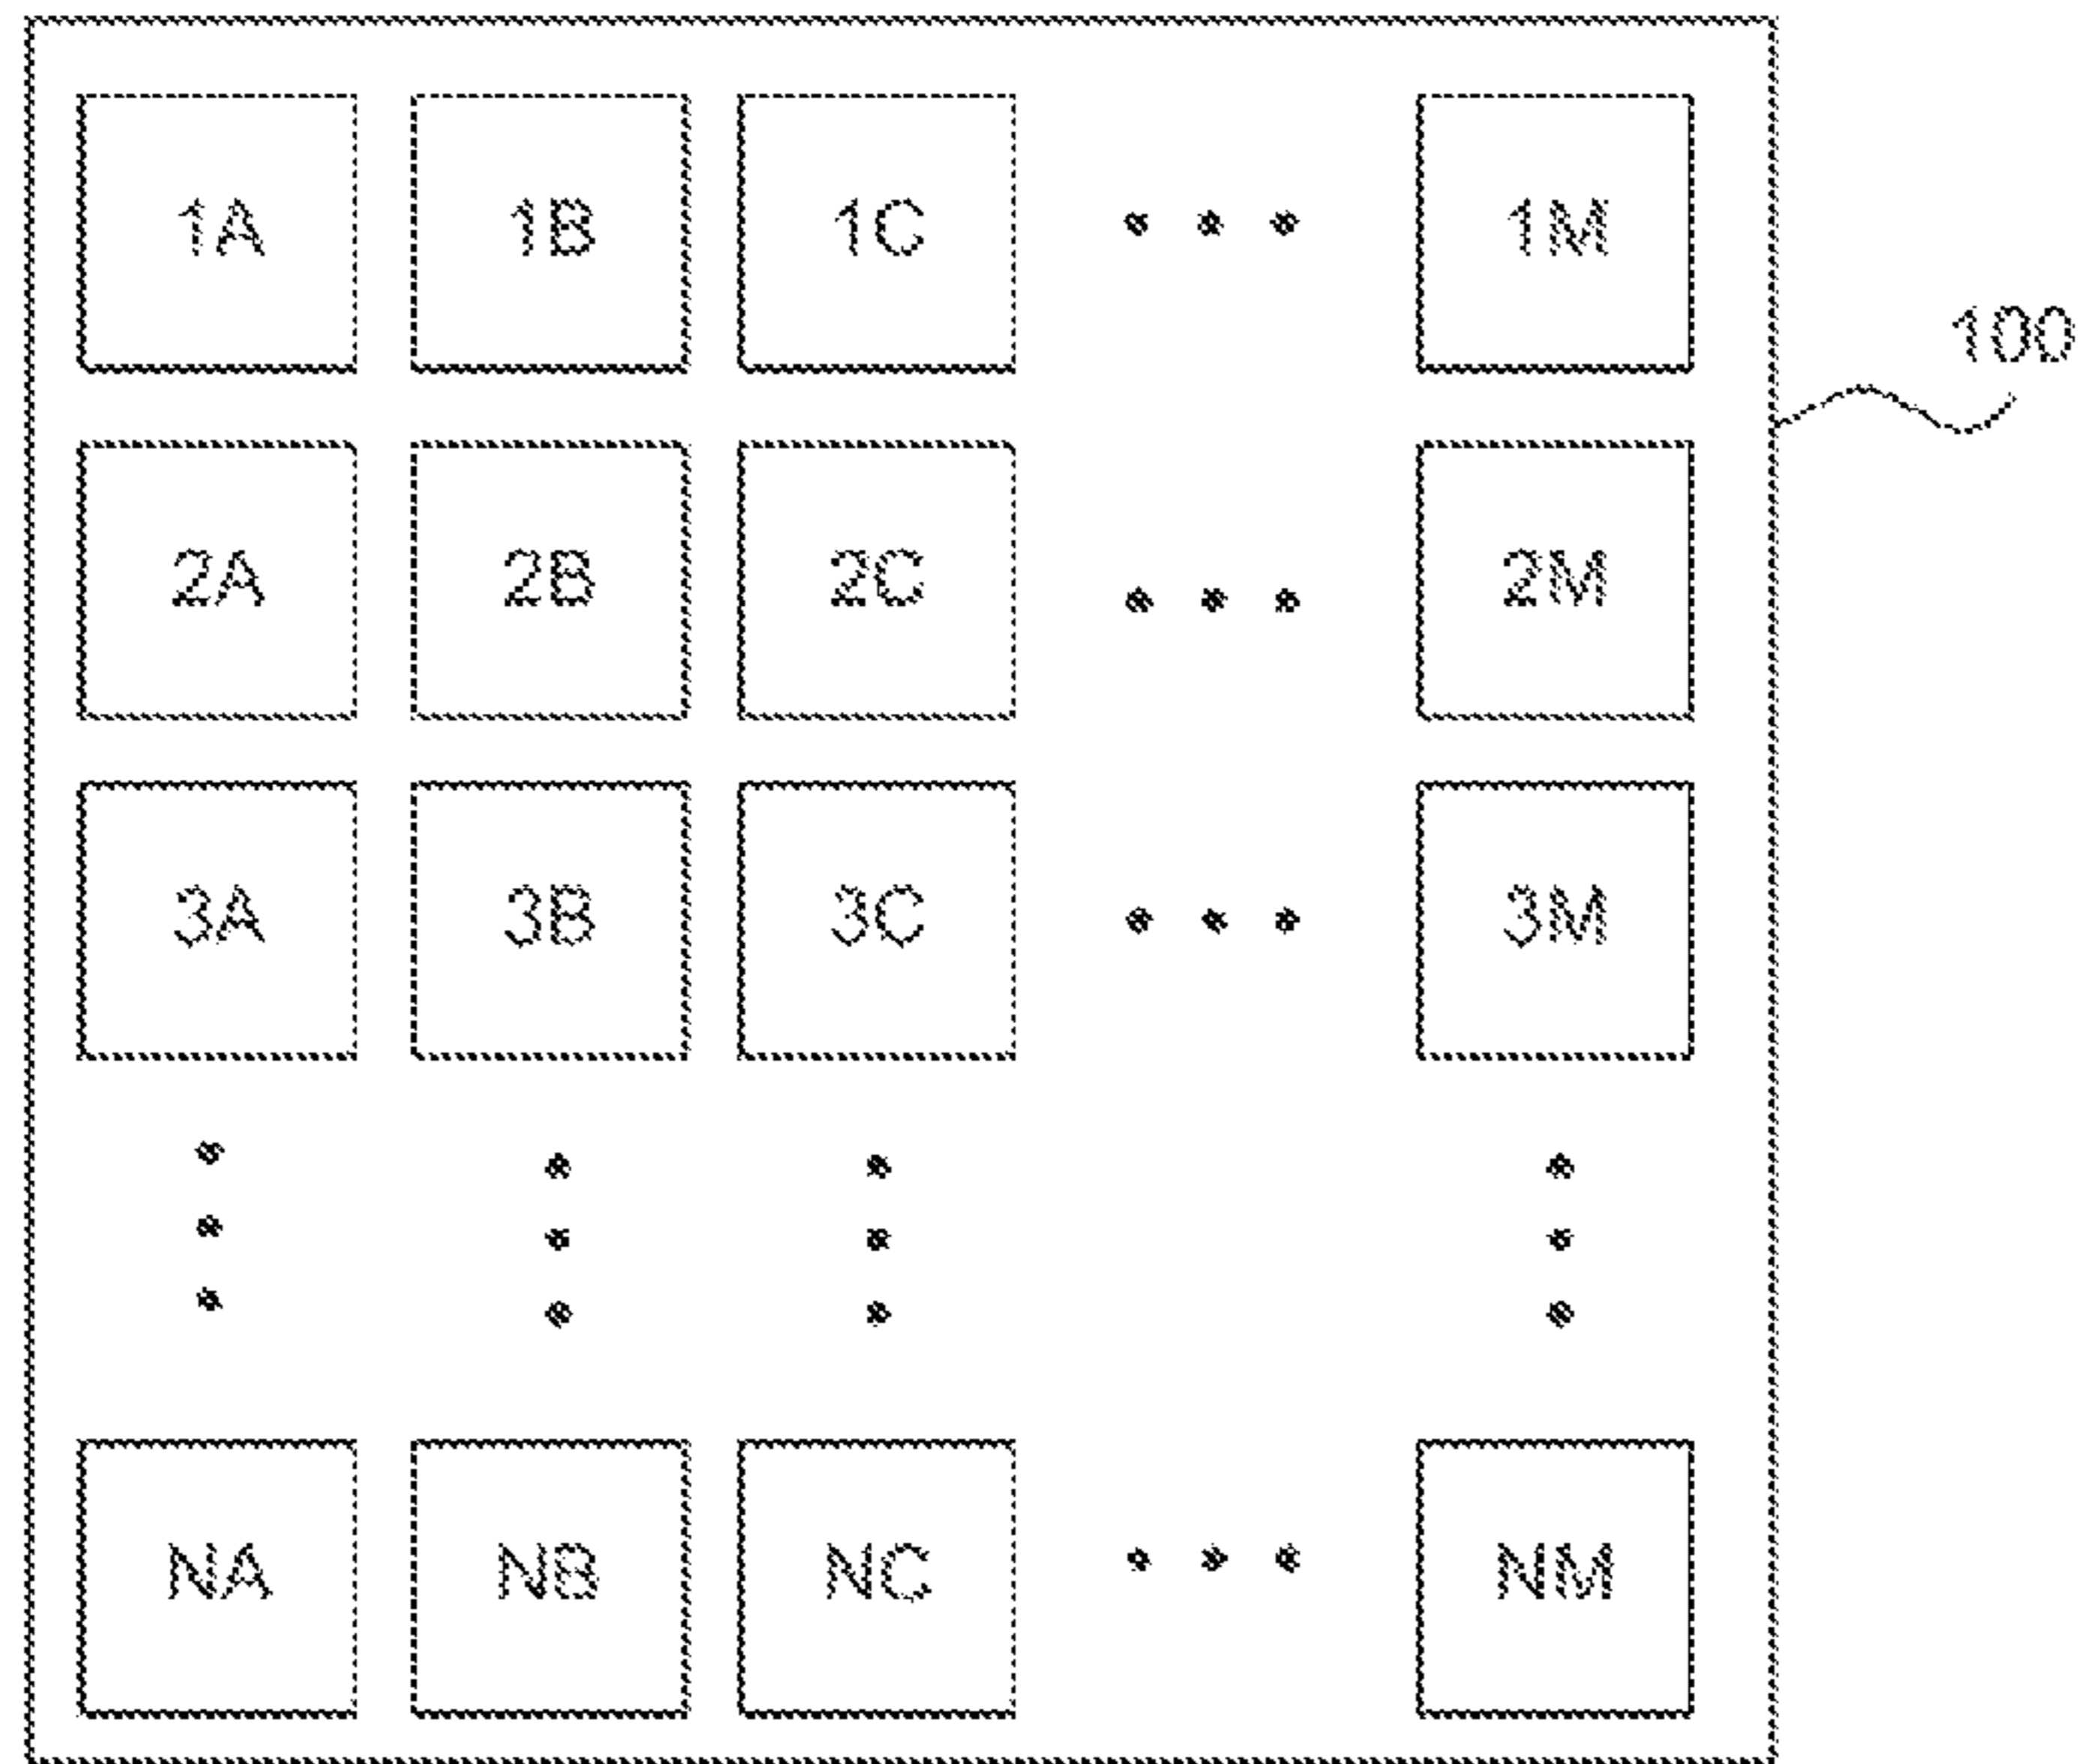 1A 1B 1C • • • 1M
100
2A 2B 2C • • • 2M
3A 3B 3C • • • 3M
NA NB NC • • • NM